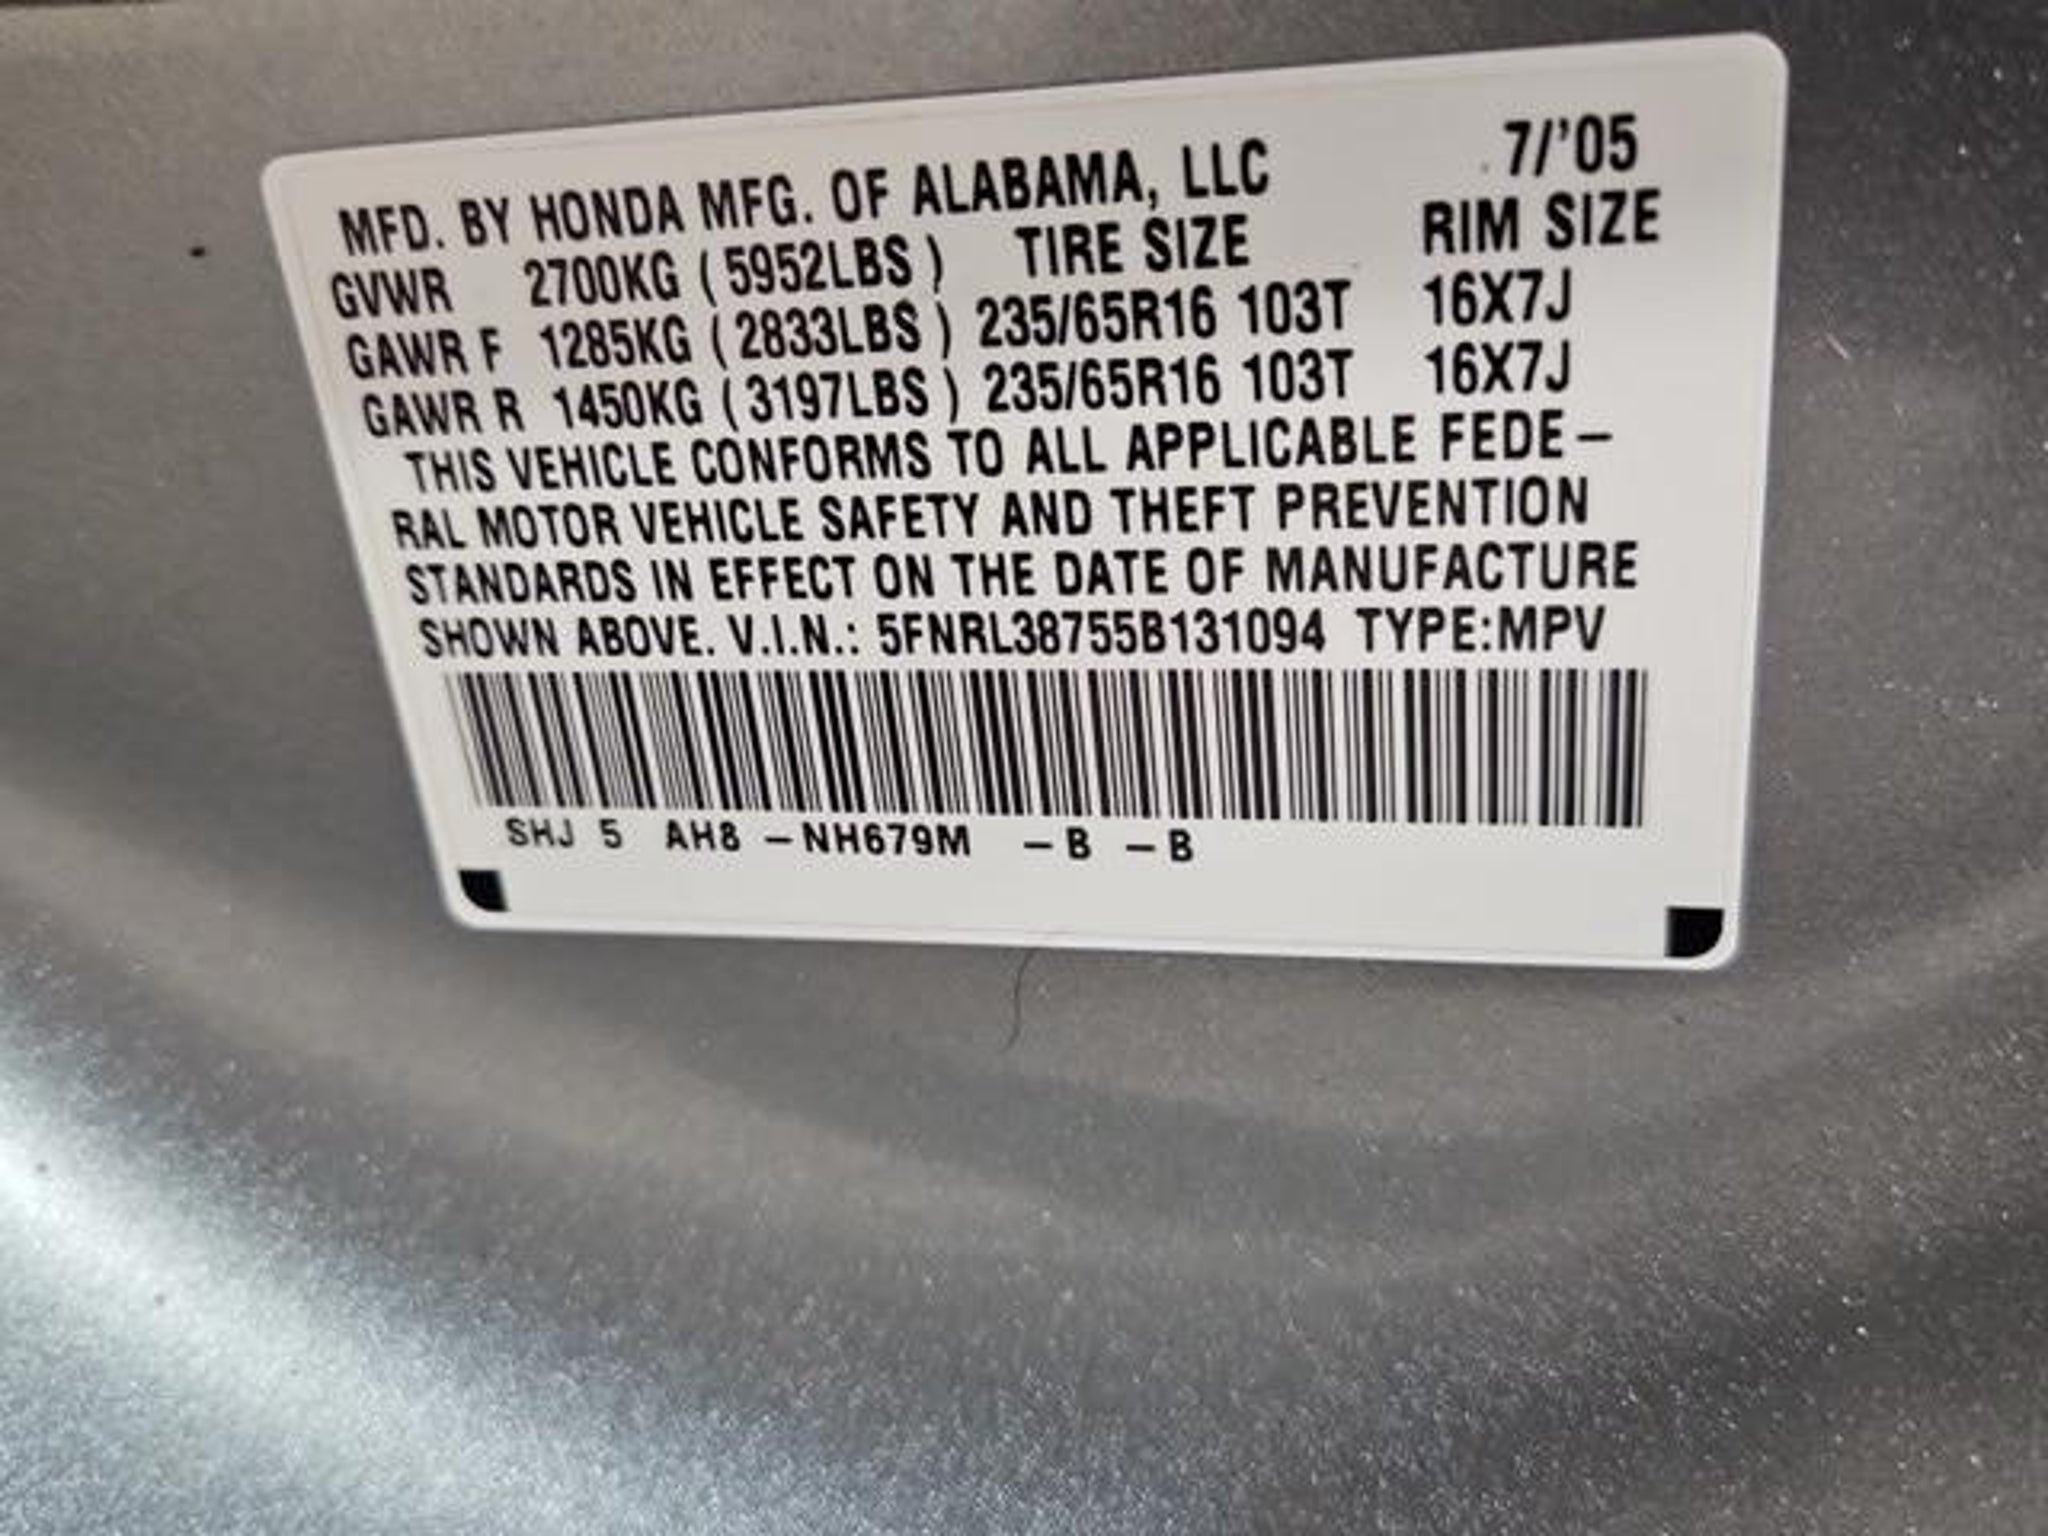 MFD. BY HONDA MFG. OF ALABAMA, LLC 7/'05
GVWR 2700KG ( 5952LBS ) TIRE SIZE RIM SIZE
GAWR F 1285KG ( 2833LBS ) 235/65R16 103T 16X7J
GAWR R 1450KG ( 3197LBS ) 235/65R16 103T 16X7J
THIS VEHICLE CONFORMS TO ALL APPLICABLE FEDE-
RAL MOTOR VEHICLE SAFETY AND THEFT PREVENTION
STANDARDS IN EFFECT ON THE DATE OF MANUFACTURE
SHOWN ABOVE. V.I.N.: 5FNRL38755B131094 TYPE:MPV
SHJ 5 AH8 -NH679M -B -B